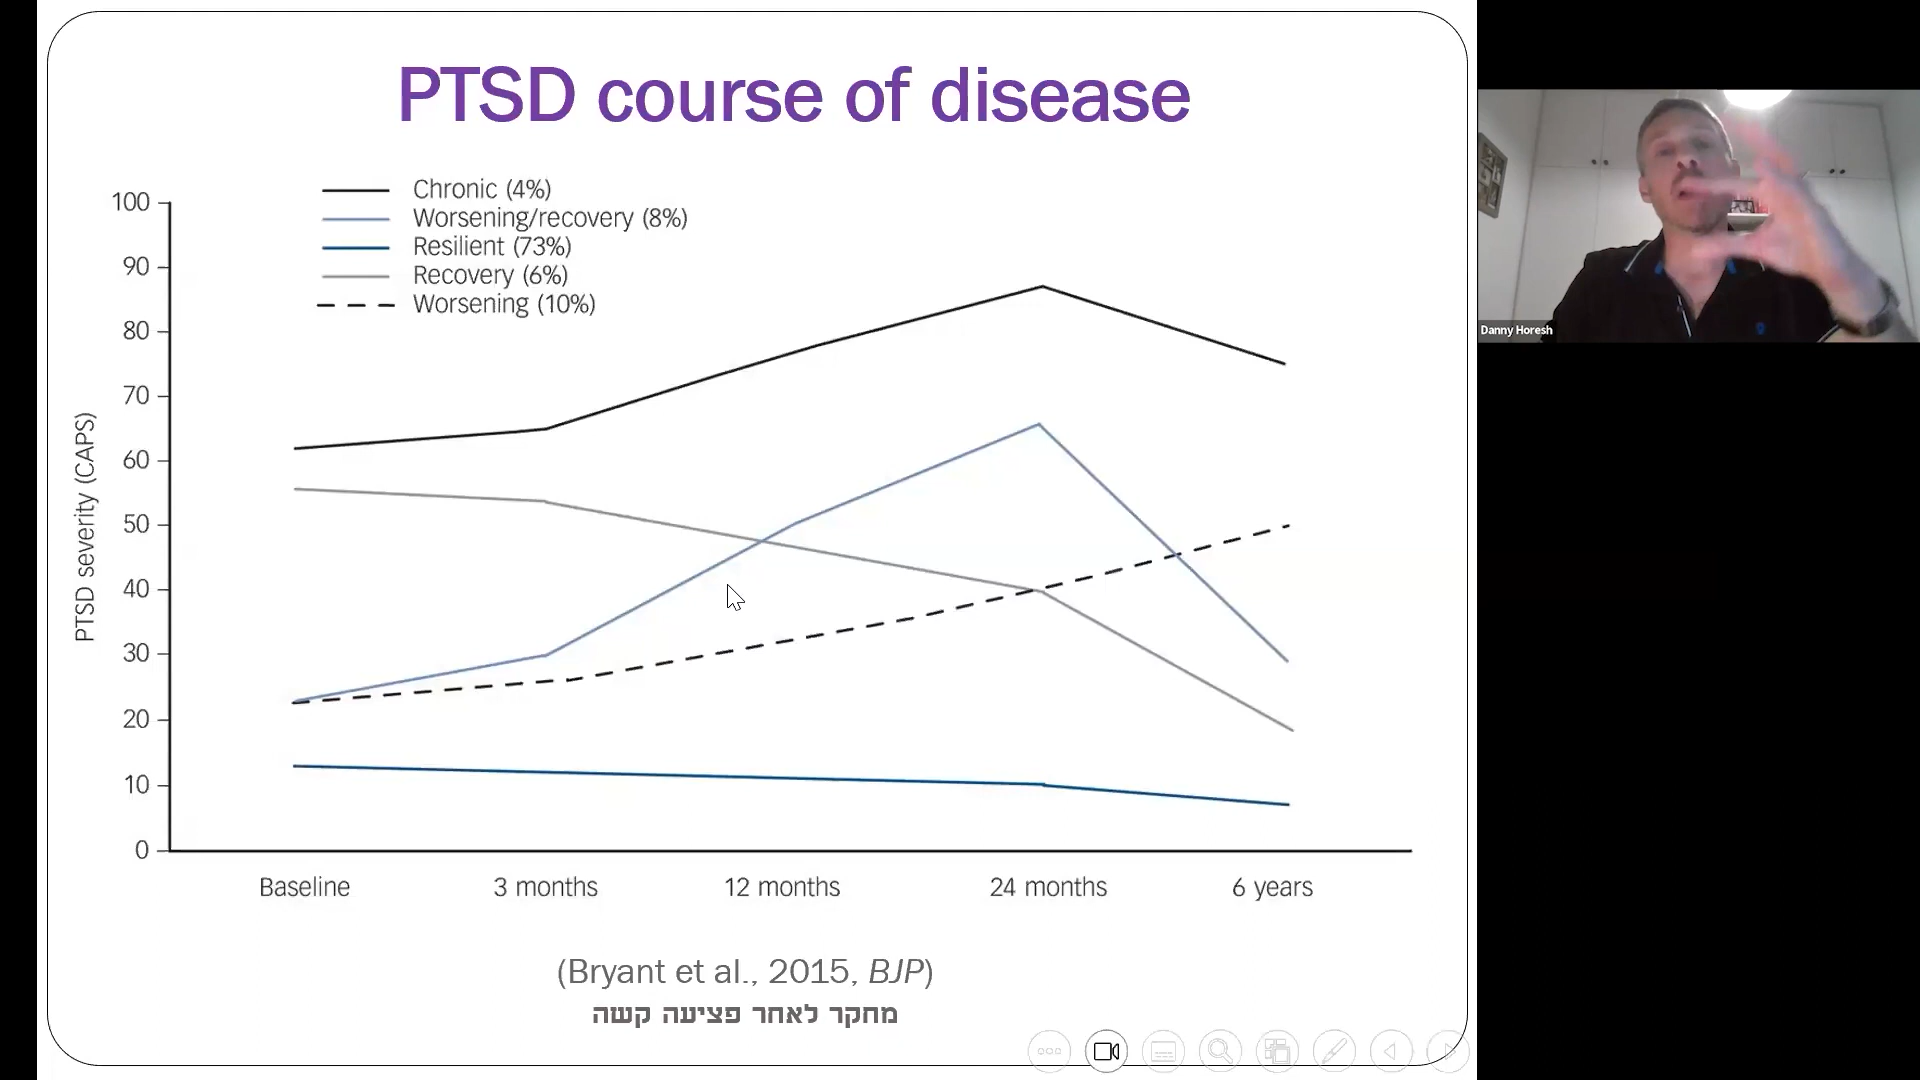 PTSD course of disease
Chronic (4%)
Worsening/recovery (8%)
Resilient (73%)
Recovery (6%)
Worsening (10%)
100
90
80
70
60
50
40
30
20
10
0
PTSD severity (CAPS)
Baseline
3 months
12 months
24 months
6 years
(Bryant et al., 2015, BJP)
מחקר לאחר פציעה קשה
Danny Horesh